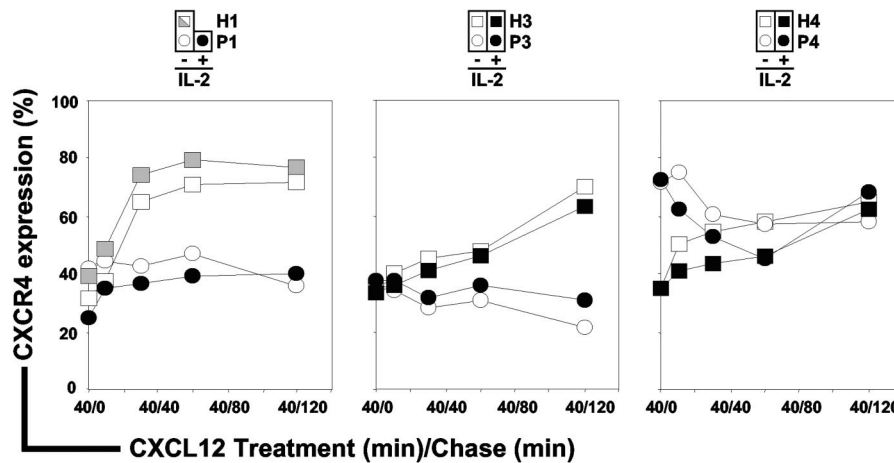 H1
P1
- +
IL-2
H3
P3
- +
IL-2
H4
P4
- +
IL-2
CXCR4 expression (%)
100
80
60
40
20
0
40/0 40/40 40/80 40/120
40/0 40/40 40/80 40/120
40/0 40/40 40/80 40/120
CXCL12 Treatment (min)/Chase (min)